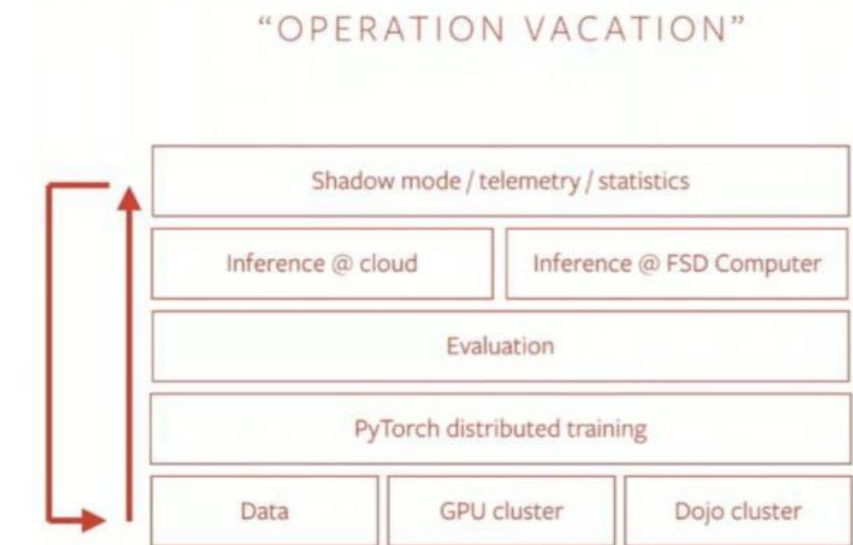 “OPERATION VACATION”
Shadow mode / telemetry / statistics
Inference @ cloud
Inference @ FSD Computer
Evaluation
PyTorch distributed training
Data
GPU cluster
Dojo cluster